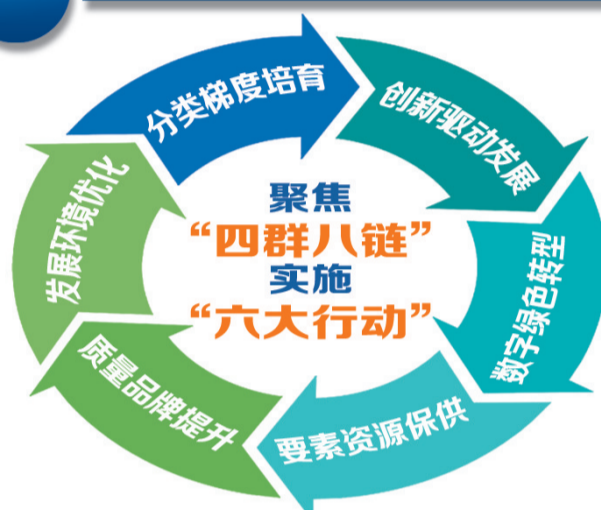 聚焦
“四群八链”
实施
“六大行动”
分类梯度培育
创新驱动发展
数字绿色转型
要素资源保供
质量品牌提升
发展环境优化